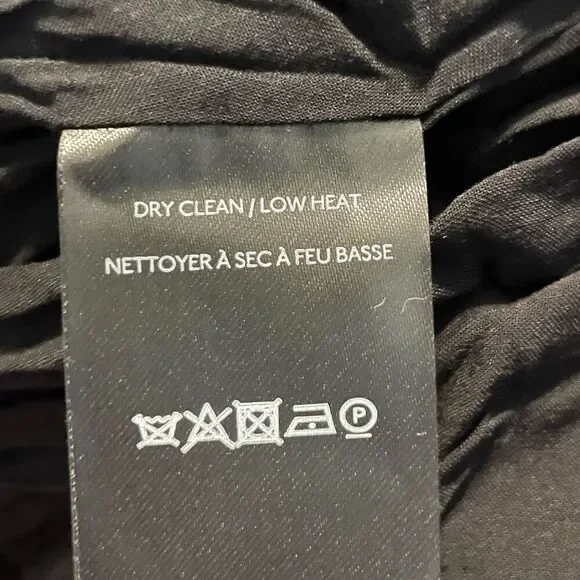 DRY CLEAN / LOW HEAT
NETTOYER À SEC À FEU BASSE
P